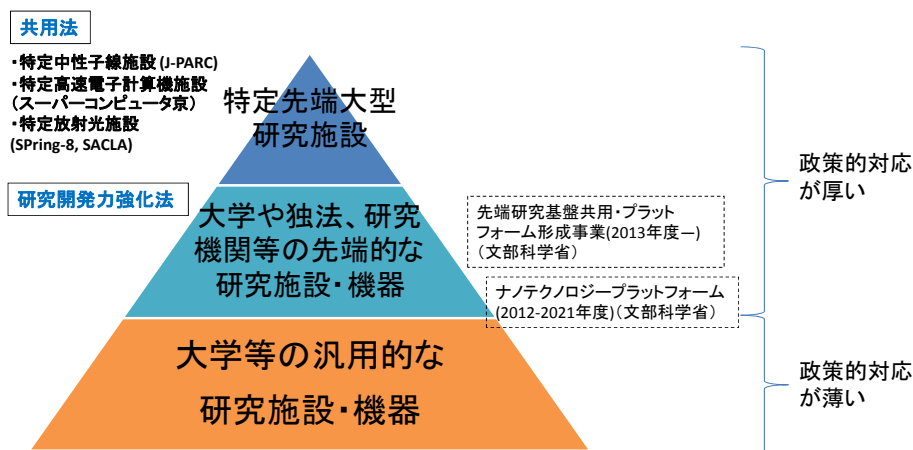 共用法
・特定中性子線施設 (J-PARC)
・特定高速電子計算機施設
（スーパーコンピュータ京）
・特定放射光施設
(SPring-8, SACLA)
特定先端大型
研究施設
政策的対応
が厚い
研究開発力強化法
大学や独法、研究
機関等の先端的な
研究施設・機器
先端研究基盤共用・プラット
フォーム形成事業(2013年度―)
（文部科学省）
ナノテクノロジープラットフォーム
(2012-2021年度)（文部科学省）
大学等の汎用的な
研究施設・機器
政策的対応
が薄い